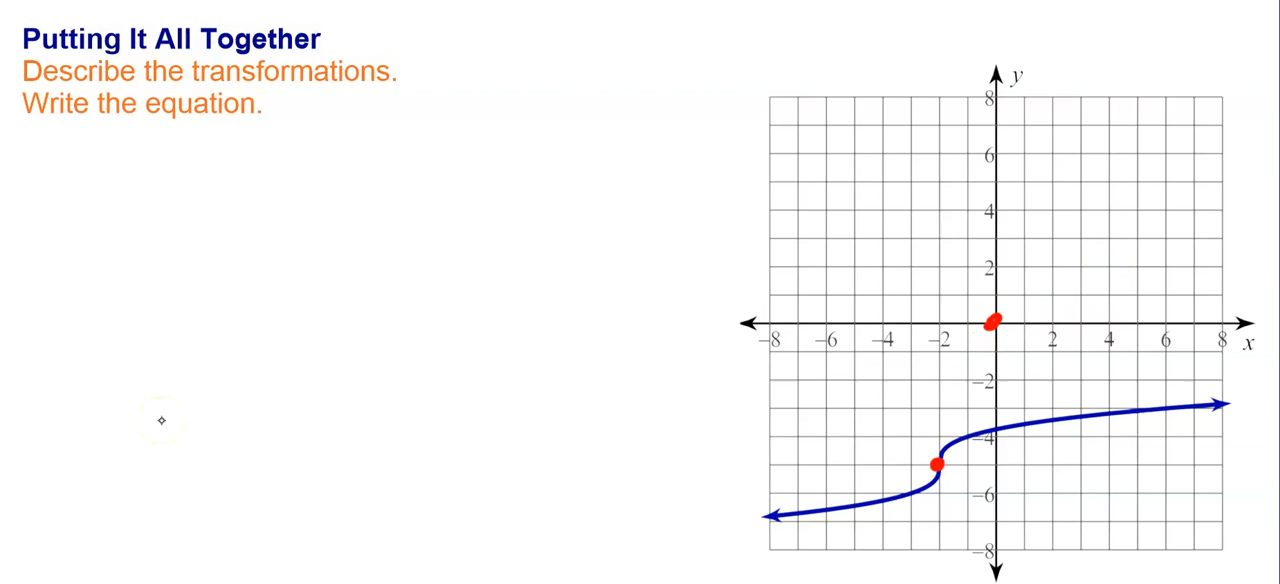 Putting It All Together
Describe the transformations.
Write the equation.
y
8
6
4
2
-8 -6 -4 -2 2 4 6 8 x
-2
-4
-6
-8